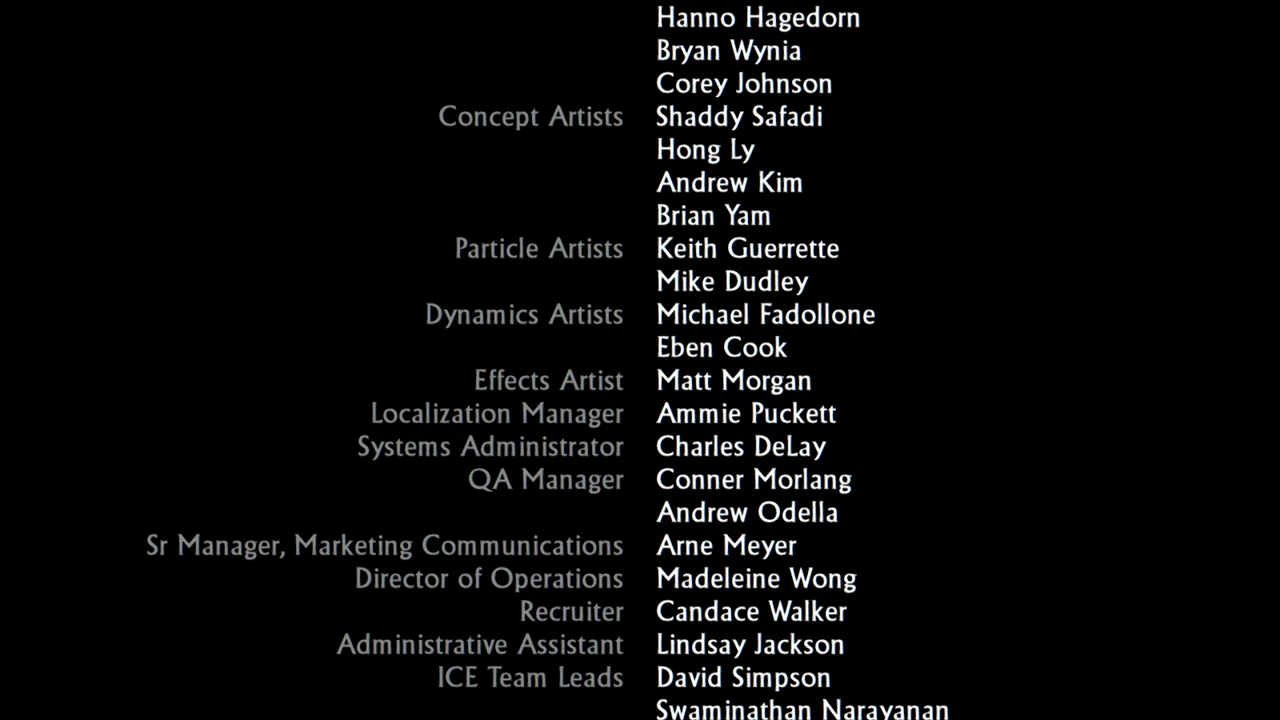 Hanno Hagedorn
Bryan Wynia
Corey Johnson
Concept Artists Shaddy Safadi
Hong Ly
Andrew Kim
Brian Yam
Particle Artists Keith Guerrette
Mike Dudley
Dynamics Artists Michael Fadollone
Eben Cook
Effects Artist Matt Morgan
Localization Manager Ammie Puckett
Systems Administrator Charles DeLay
QA Manager Conner Morlang
Andrew Odella
Sr Manager, Marketing Communications Arne Meyer
Director of Operations Madeleine Wong
Recruiter Candace Walker
Administrative Assistant Lindsay Jackson
ICE Team Leads David Simpson
Swaminathan Narayanan